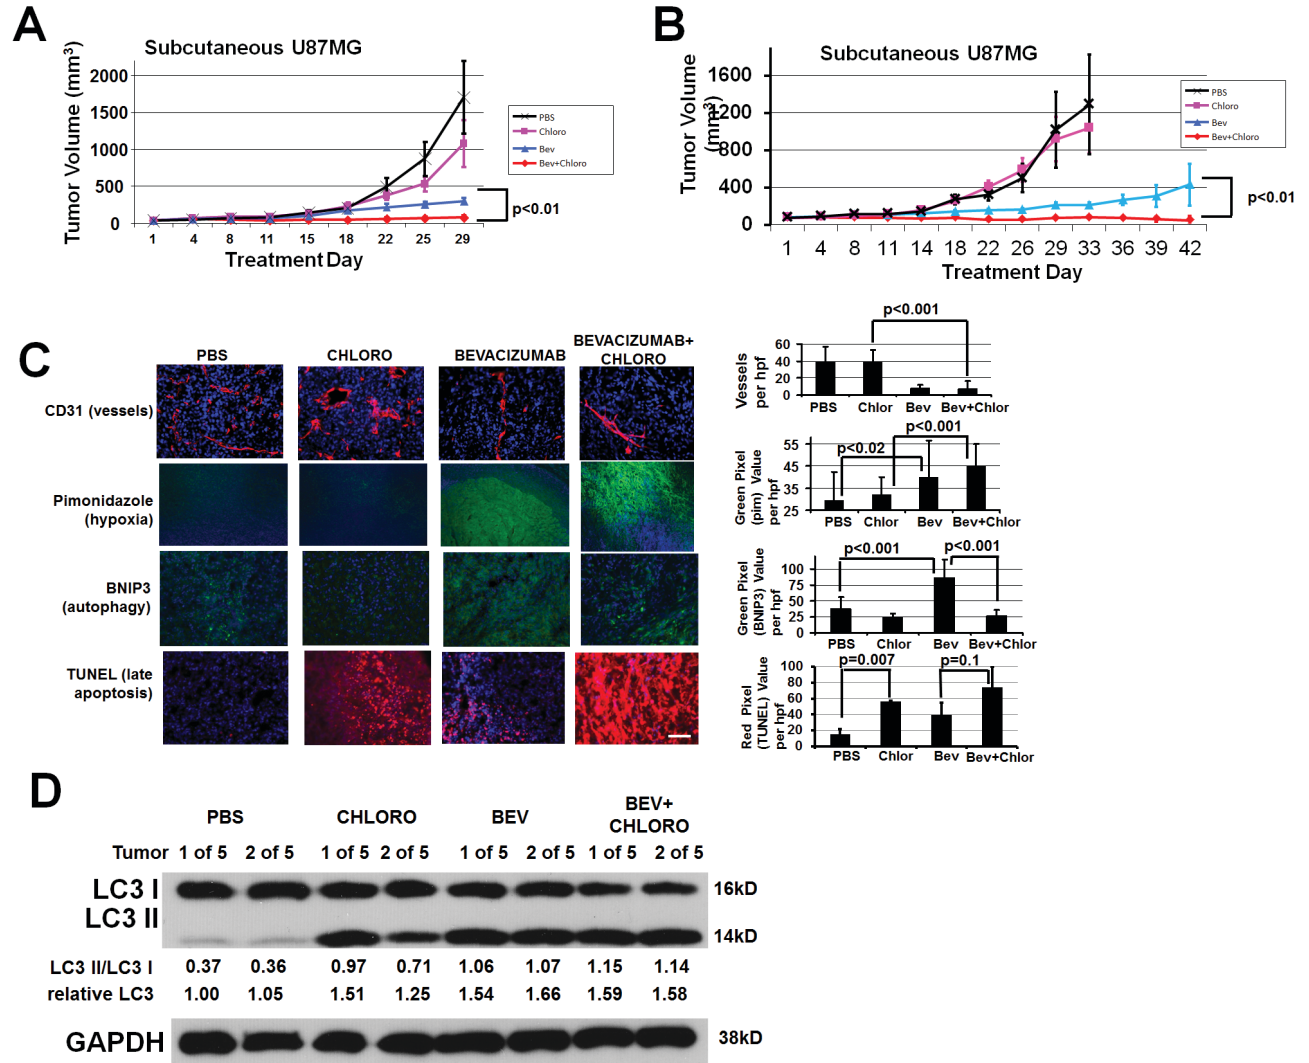 A
Subcutaneous U87MG
Tumor Volume (mm³)
2000
1500
1000
500
0
1 4 8 11 15 18 22 25 29
Treatment Day
PBS
Chloro
Bev
Bev+Chloro
p<0.01
B
Subcutaneous U87MG
Tumor Volume
(mm³)
1600
1200
800
400
0
1 4 8 11 14 18 22 26 29 33 36 39 42
Treatment Day
PBS
Chloro
Bev
Bev+Chloro
p<0.01
C
PBS CHLORO BEVACIZUMAB BEVACIZUMAB+
CHLORO
CD31 (vessels)
Pimonidazole
(hypoxia)
BNIP3
(autophagy)
TUNEL (late
apoptosis)
p<0.001
Vessels
per hpf
60
40
20
0
PBS Chlor Bev Bev+Chlor
p<0.001
p<0.02
Green Pixel
(pim) Value
per hpf
55
45
35
25
PBS Chlor Bev Bev+Chlor
p<0.001 p<0.001
Green Pixel
(BNIP3) Value
per hpf
100
75
50
25
0
PBS Chlor Bev Bev+Chlor
p=0.007 p=0.1
Red Pixel
(TUNEL) Value
per hpf
100
80
60
40
20
0
PBS Chlor Bev Bev+Chlor
D
PBS CHLORO BEV BEV+
CHLORO
Tumor 1 of 5 2 of 5 1 of 5 2 of 5 1 of 5 2 of 5 1 of 5 2 of 5
LC3 I 16kD
LC3 II 14kD
LC3 II/LC3 I 0.37 0.36 0.97 0.71 1.06 1.07 1.15 1.14
relative LC3 1.00 1.05 1.51 1.25 1.54 1.66 1.59 1.58
GAPDH 38kD